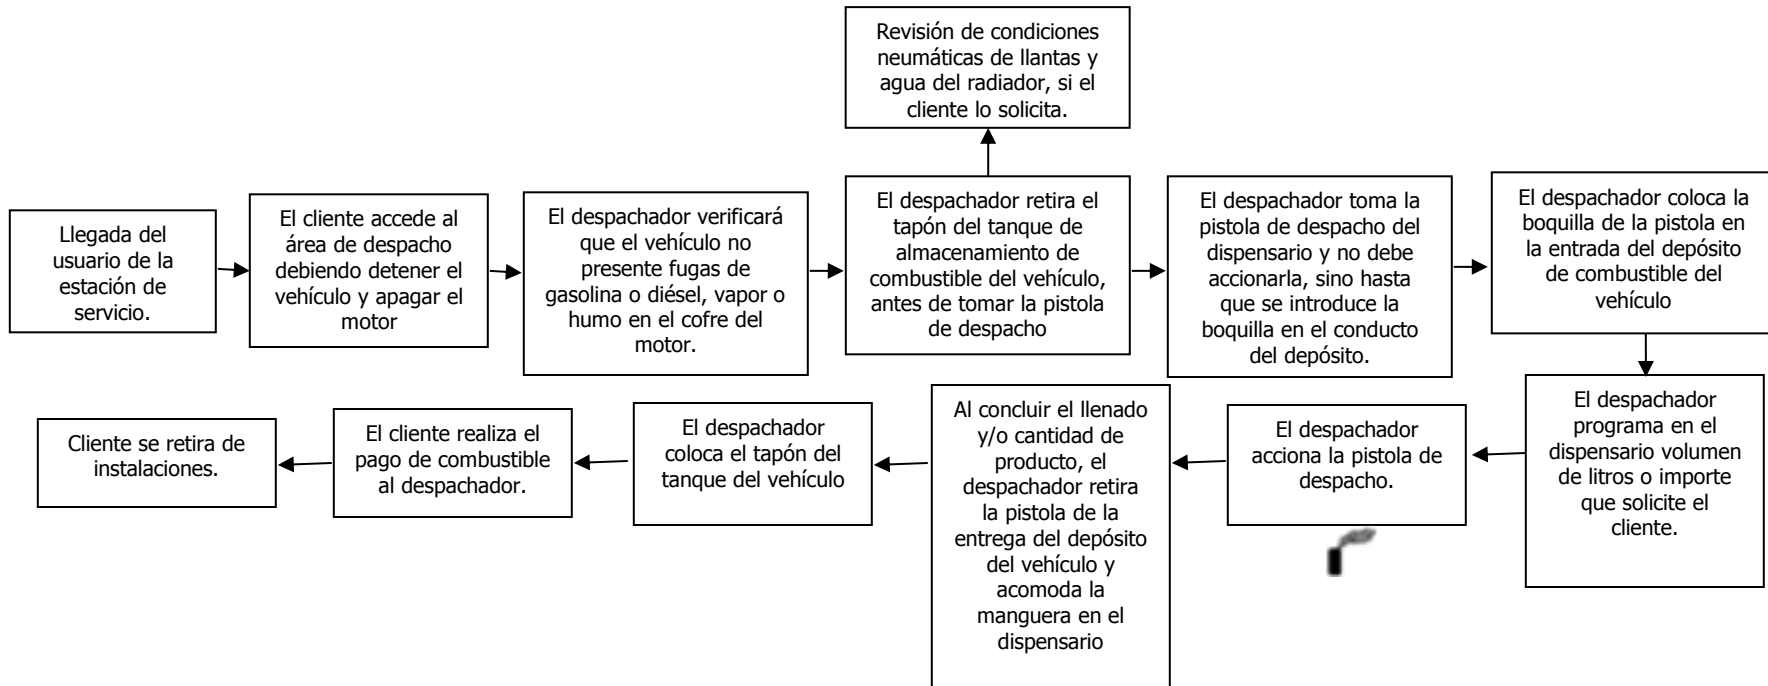 Revisión de condiciones
neumáticas de llantas y
agua del radiador, si el
cliente lo solicita.
Llegada del
usuario de la
estación de
servicio.
El cliente accede al
área de despacho
debiendo detener el
vehículo y apagar el
motor
El despachador verificará
que el vehículo no
presente fugas de
gasolina o diésel, vapor o
humo en el cofre del
motor.
El despachador retira el
tapón del tanque de
almacenamiento de
combustible del vehículo,
antes de tomar la pistola
de despacho
El despachador toma la
pistola de despacho del
dispensario y no debe
accionarla, sino hasta
que se introduce la
boquilla en el conducto
del depósito.
El despachador coloca la
boquilla de la pistola en
la entrada del depósito
de combustible del
vehículo
El despachador
programa en el
dispensario volumen
de litros o importe
que solicite el
cliente.
El despachador
acciona la pistola de
despacho.
Al concluir el llenado
y/o cantidad de
producto, el
despachador retira
la pistola de la
entrega del depósito
del vehículo y
acomoda la
manguera en el
dispensario
El despachador
coloca el tapón del
tanque del vehículo
El cliente realiza el
pago de combustible
al despachador.
Cliente se retira de
instalaciones.